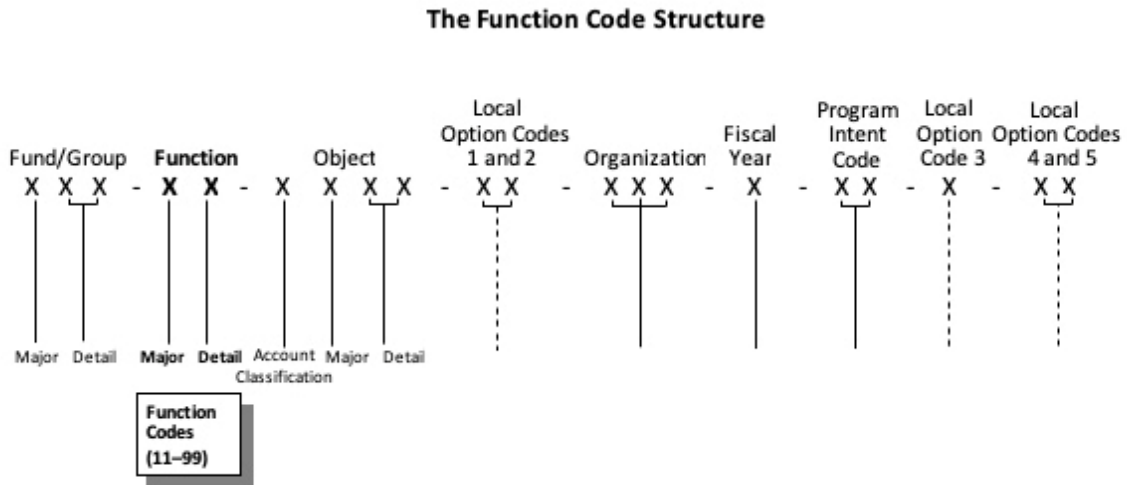 The Function Code Structure
Local Option Codes 1 and 2
Program Intent Code
Local Option Code 3
Local Option Codes 4 and 5
Fiscal Year
Fund/Group Function Object Organization
X X X - X X - X X X X - X X - X X X - X - X X - X - X X
Major Detail Major Detail Account Classification Major Detail
Function
Codes
(11–99)